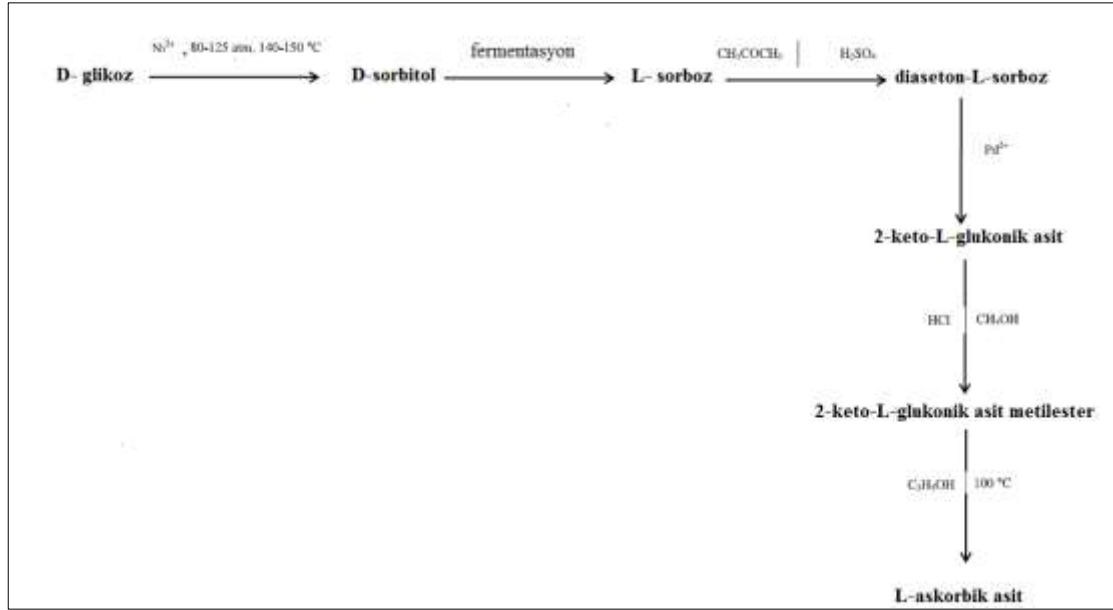 Ni²⁺ , 80-125 atm. 140-150 °C
D- glikoz
D-sorbitol
fermentasyon
L- sorboz
CH₃COCH₃
H₂SO₄
diaseton-L-sorboz
Pd²⁺
2-keto-L-glukonik asit
HCl
CH₃OH
2-keto-L-glukonik asit metilester
C₂H₅OH
100 °C
L-askorbik asit